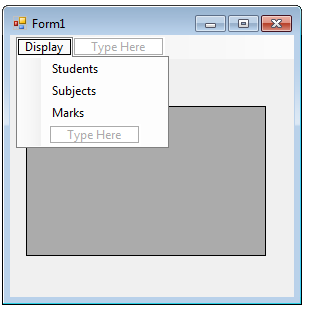 Form1
Display Type Here
Students
Subjects
Marks
Type Here